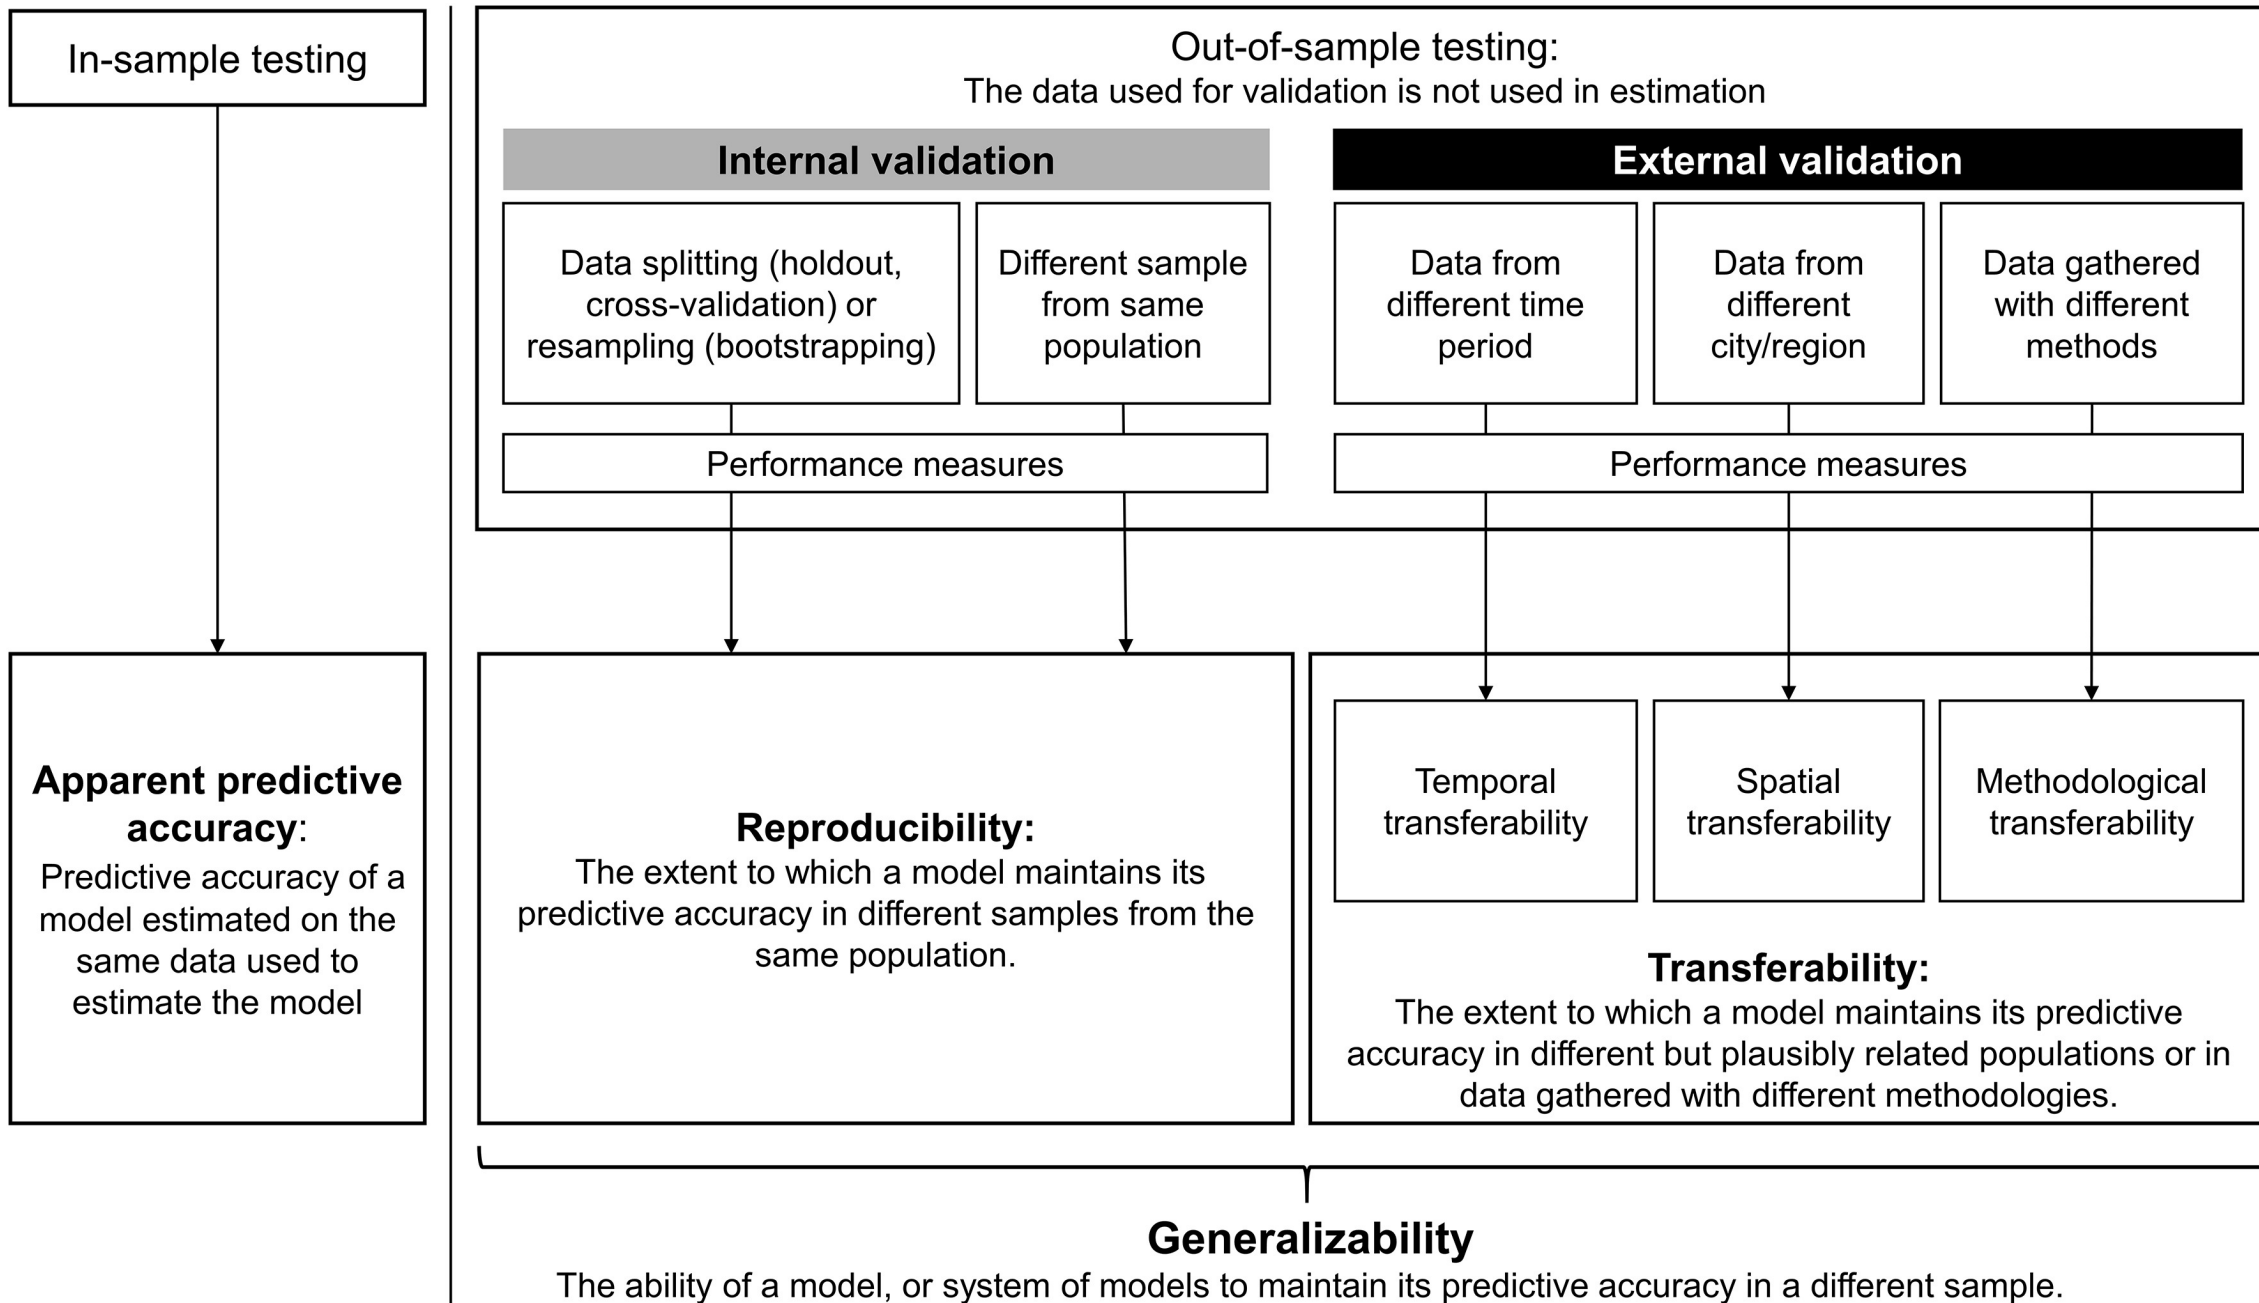 In-sample testing
Out-of-sample testing:
The data used for validation is not used in estimation
Internal validation
External validation
Data splitting (holdout,
cross-validation) or
resampling (bootstrapping)
Different sample
from same
population
Data from
different time
period
Data from
different
city/region
Data gathered
with different
methods
Performance measures
Performance measures
Apparent predictive
accuracy:
Predictive accuracy of a
model estimated on the
same data used to
estimate the model
Reproducibility:
The extent to which a model maintains its
predictive accuracy in different samples from the
same population.
Temporal
transferability
Spatial
transferability
Methodological
transferability
Transferability:
The extent to which a model maintains its predictive
accuracy in different but plausibly related populations or in
data gathered with different methodologies.
Generalizability
The ability of a model, or system of models to maintain its predictive accuracy in a different sample.